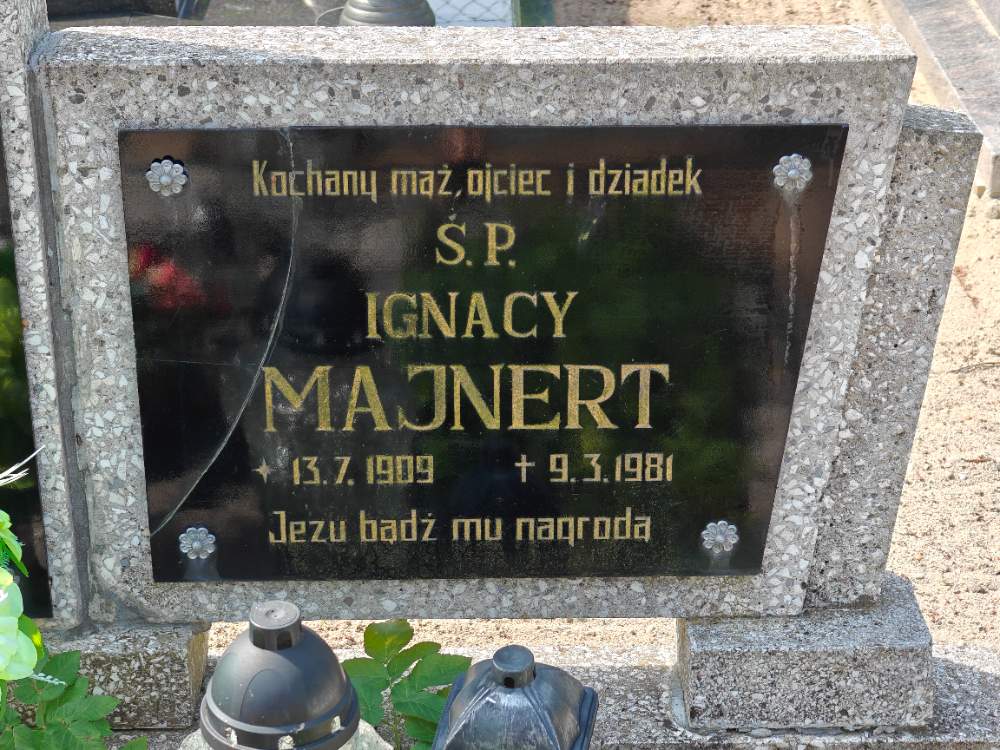 Kochany mąż, ojciec i dziadek
Ś.P.
IGNACY
MAJNERT
13.7.1909 † 9.3.1981
Jezu bądź mu nagrodą